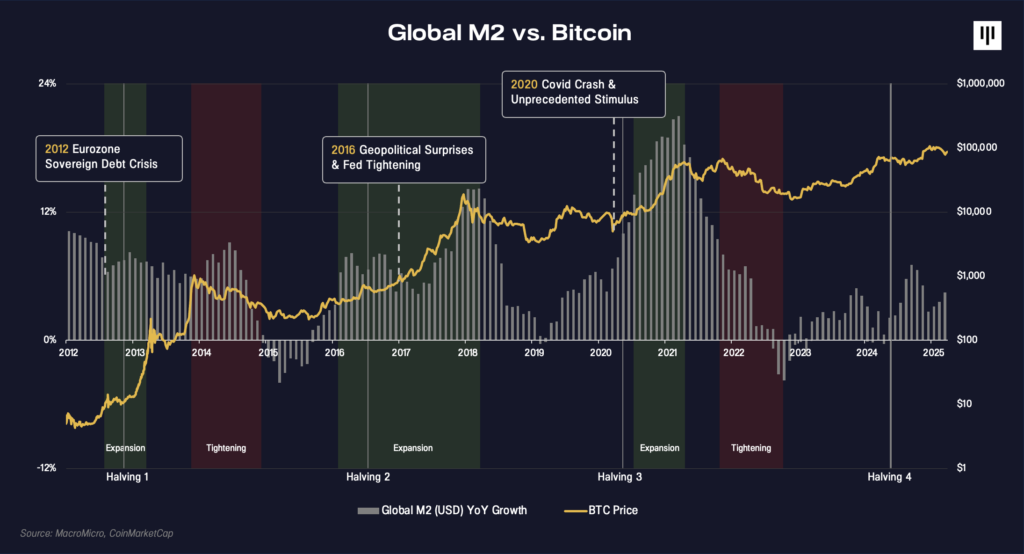 Global M2 vs. Bitcoin
24%
12%
0%
-12%
$1,000,000
$100,000
$10,000
$1,000
$100
$10
$1
2012 Eurozone
Sovereign Debt Crisis
2016 Geopolitical Surprises
& Fed Tightening
2020 Covid Crash &
Unprecedented Stimulus
2012 2013 2014 2015 2016 2017 2018 2019 2020 2021 2022 2023 2024 2025
Expansion Tightening Expansion Expansion Tightening
Halving 1 Halving 2 Halving 3 Halving 4
Global M2 (USD) YoY Growth BTC Price
Source: MacroMicro, CoinMarketCap